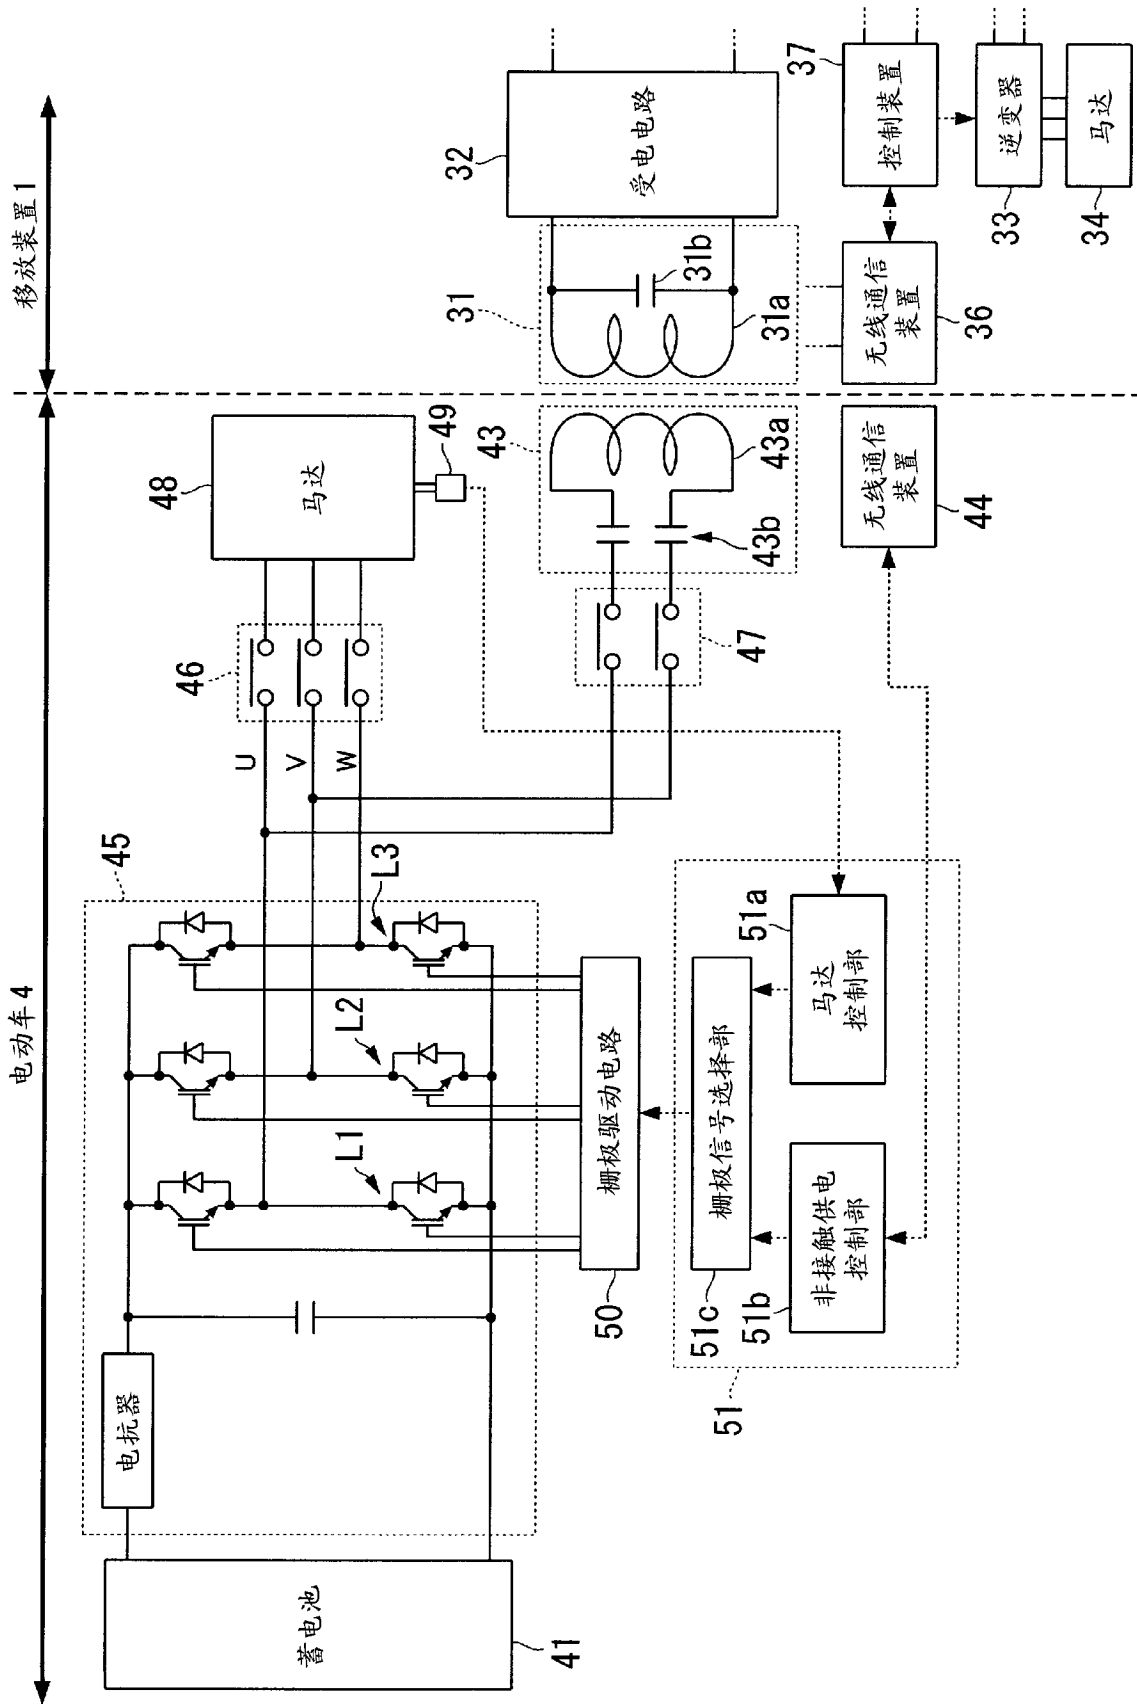 电动车4
移放装置1
45
电抗器
蓄电池
41
L1
L2
L3
U
V
W
46
48
马达
49
栅极驱动电路
50
47
43
43a
43b
31
31a
31b
32
受电电路
51
51c
栅极信号选择部
51b
非接触供电
控制部
51a
马达
控制部
无线通信
装置
44
无线通信
装置
36
37
控制装置
逆变器
33
马达
34